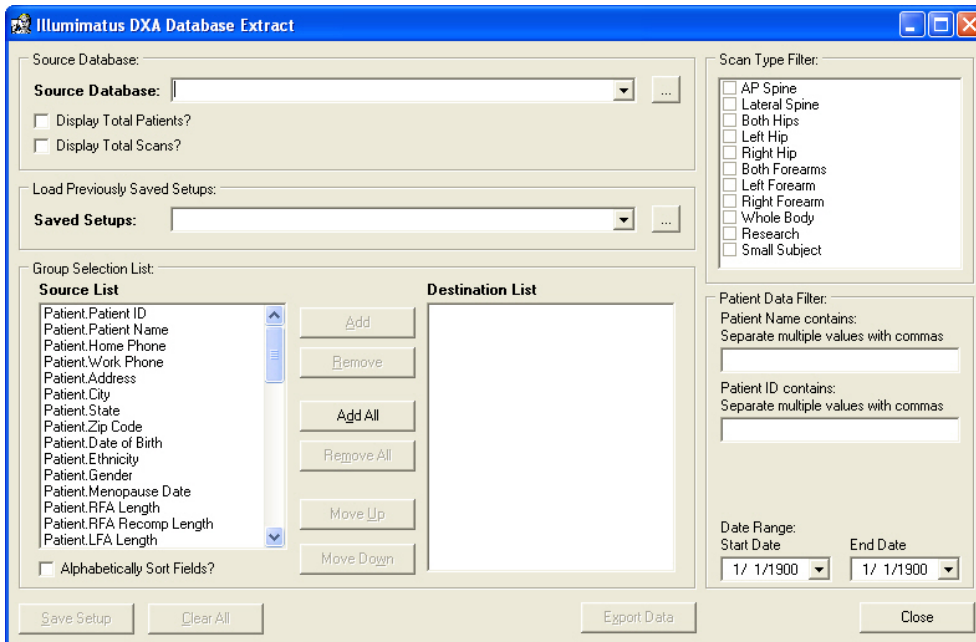 Illumimatus DXA Database Extract
Source Database:
Source Database:
...
Display Total Patients?
Display Total Scans?
Load Previously Saved Setups:
Saved Setups:
...
Group Selection List:
Source List
Patient.Patient ID
Patient.Patient Name
Patient.Home Phone
Patient.Work Phone
Patient.Address
Patient.City
Patient.State
Patient.Zip Code
Patient.Date of Birth
Patient.Ethnicity
Patient.Gender
Patient.Menopause Date
Patient.RFA Length
Patient.RFA Recomp Length
Patient.LFA Length
Alphabetically Sort Fields?
Add
Remove
Add All
Remove All
Move Up
Move Down
Destination List
Scan Type Filter:
AP Spine
Lateral Spine
Both Hips
Left Hip
Right Hip
Both Forearms
Left Forearm
Right Forearm
Whole Body
Research
Small Subject
Patient Data Filter:
Patient Name contains:
Separate multiple values with commas
Patient ID contains:
Separate multiple values with commas
Date Range:
Start Date End Date
1/ 1/1900 1/ 1/1900
Save Setup Clear All Export Data Close